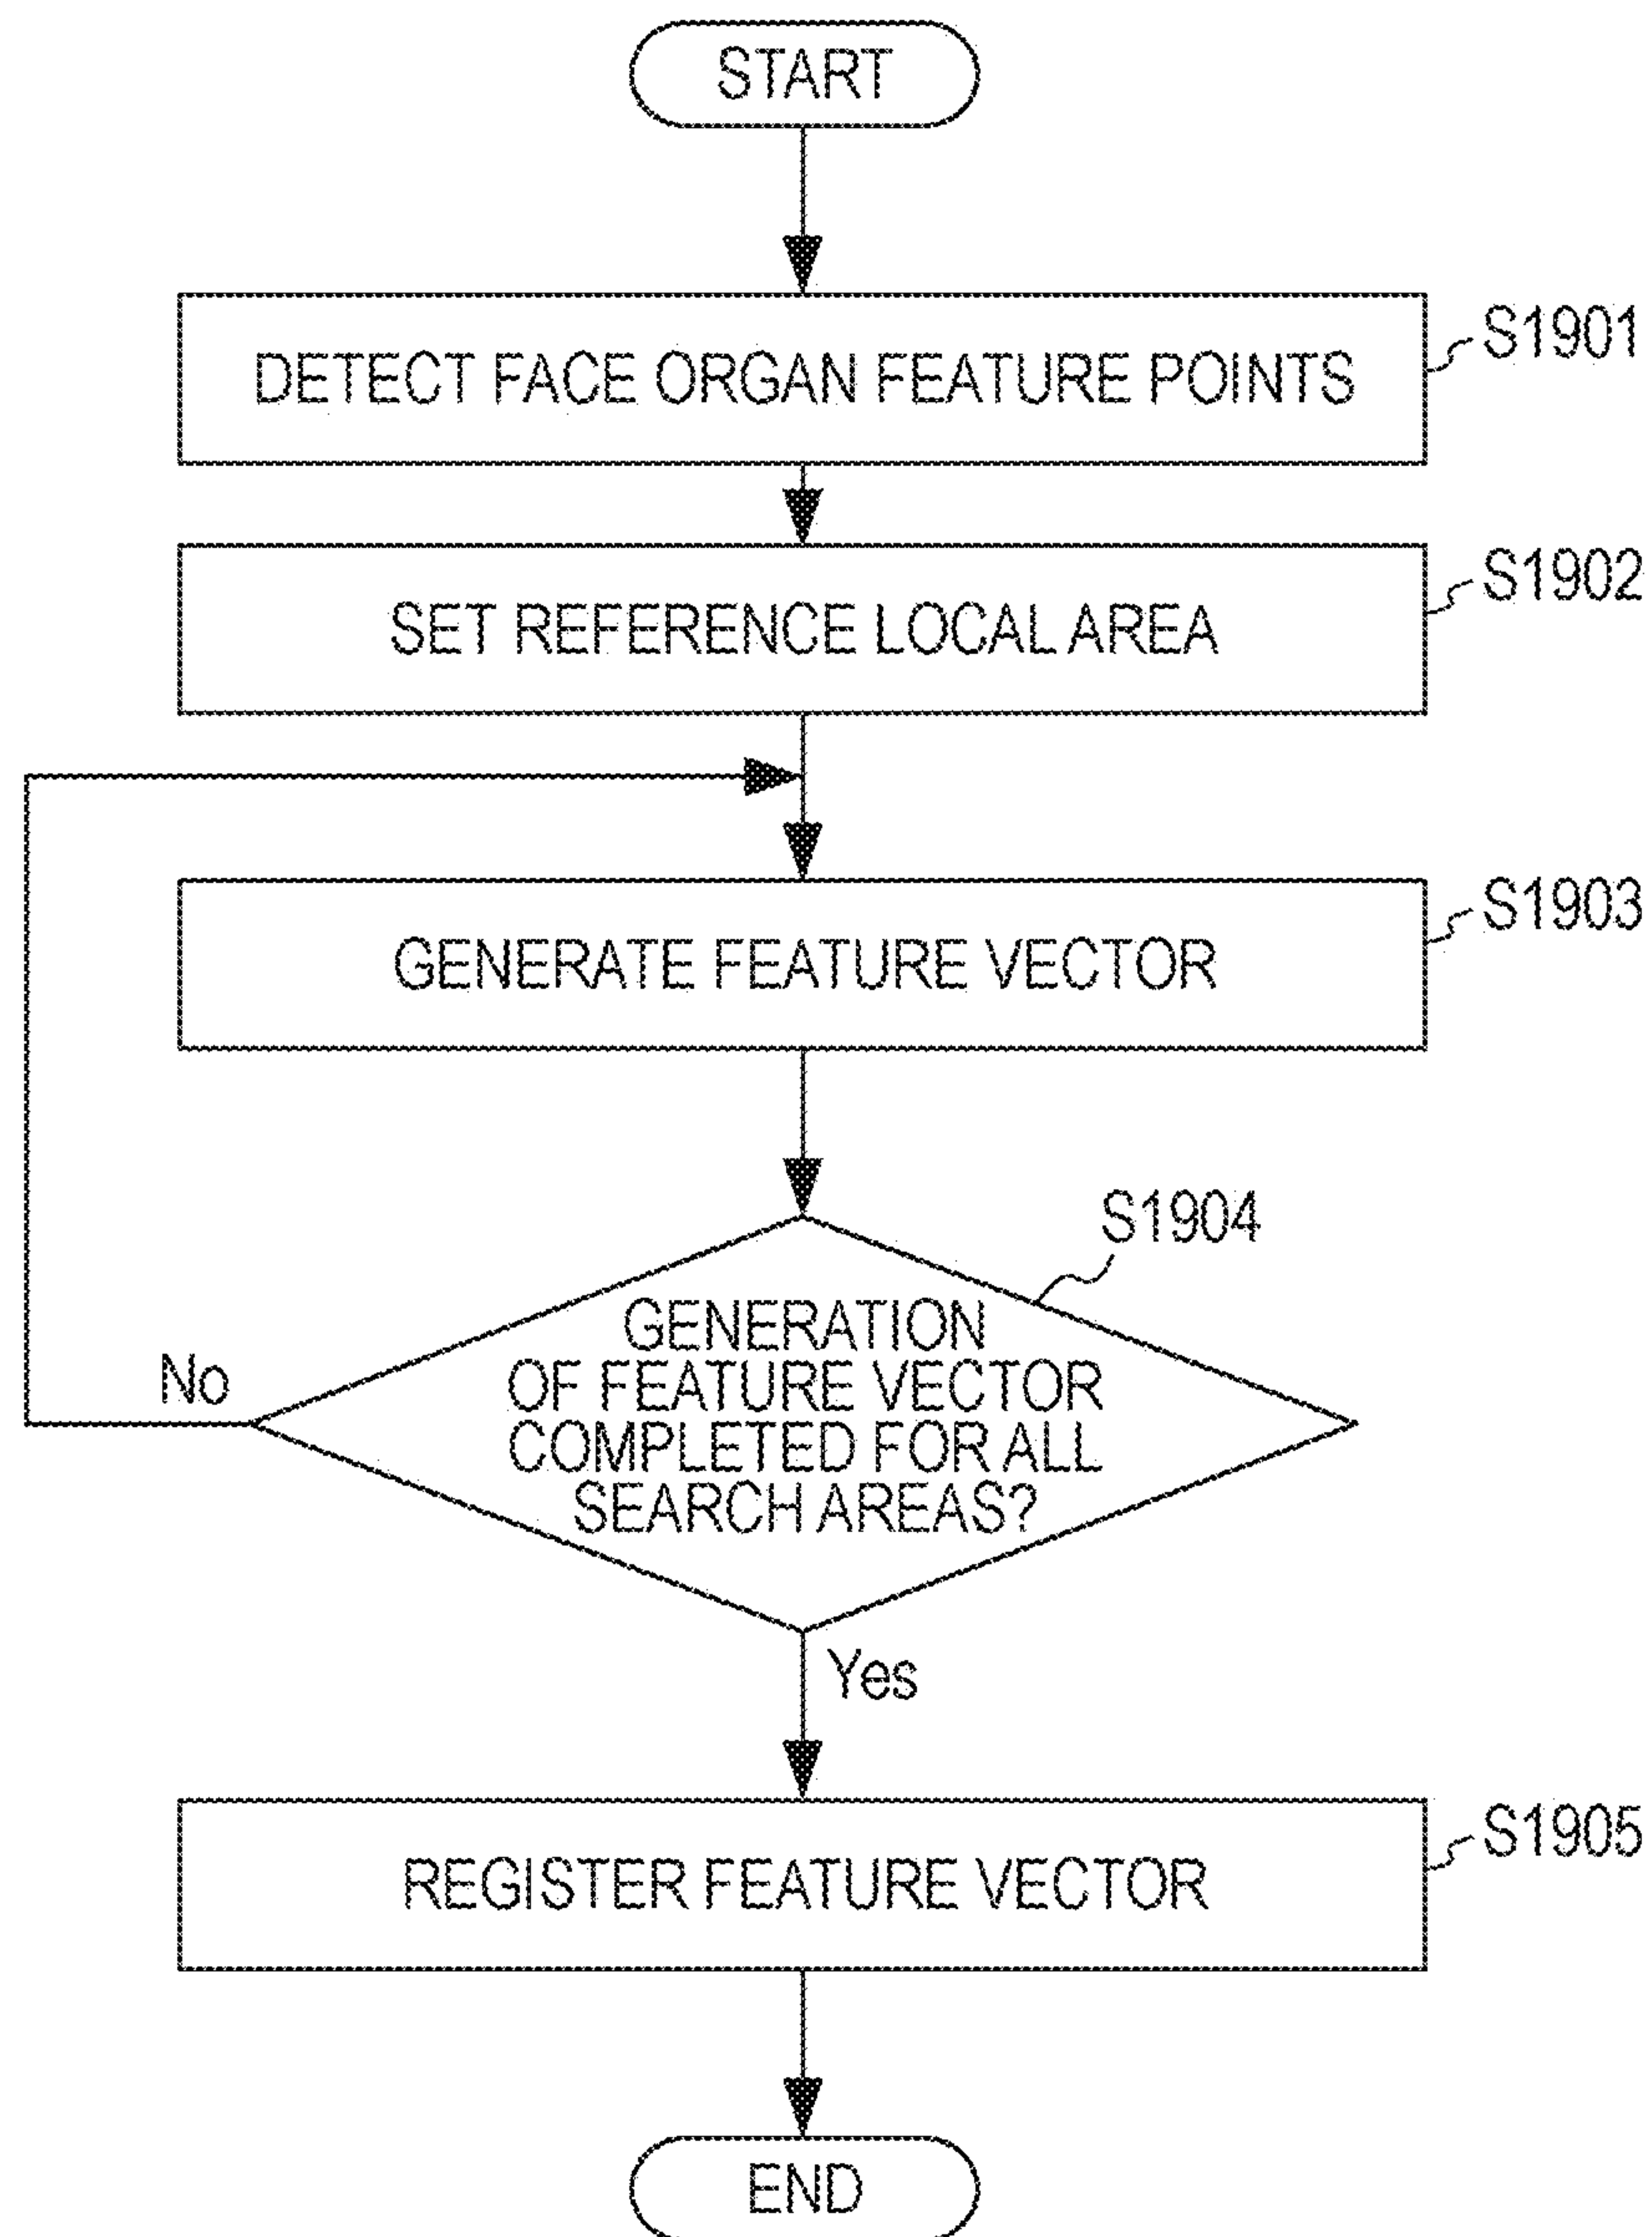 START
DETECT FACE ORGAN FEATURE POINTS
S1901
SET REFERENCE LOCAL AREA
S1902
GENERATE FEATURE VECTOR
S1903
S1904
GENERATION
OF FEATURE VECTOR
COMPLETED FOR ALL
SEARCH AREAS?
No
Yes
REGISTER FEATURE VECTOR
S1905
END